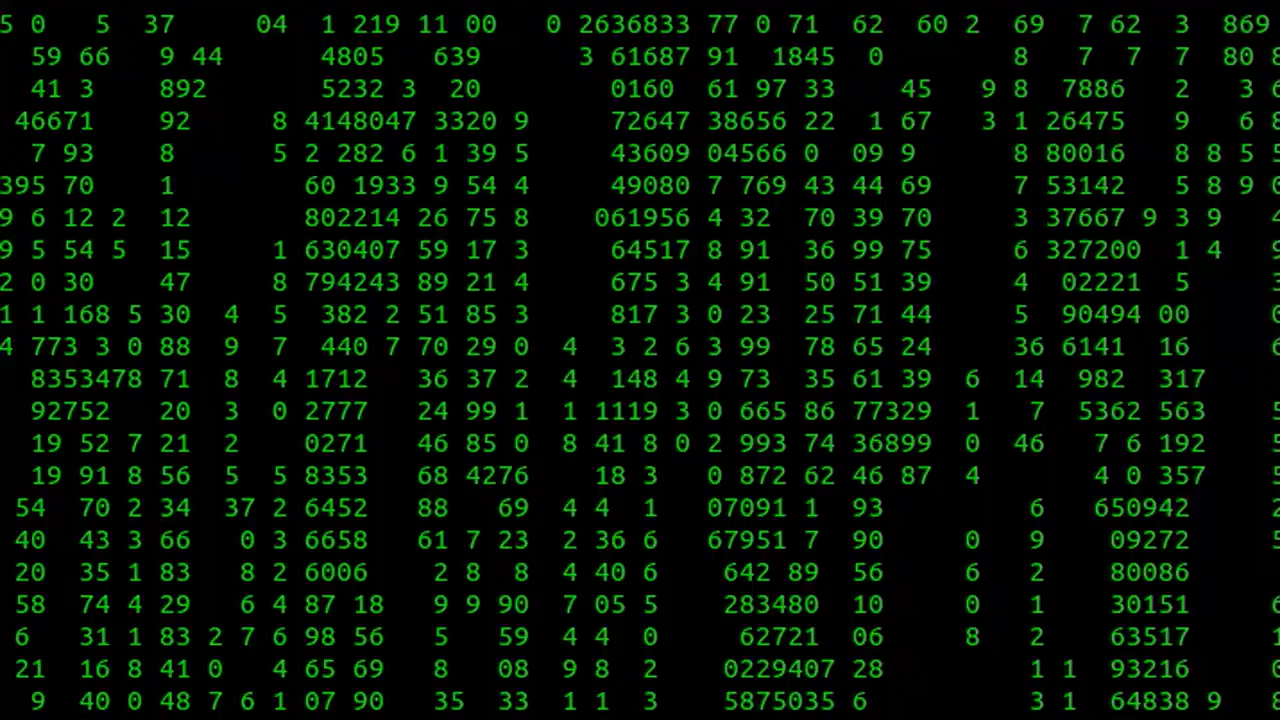 5 0 5 37 04 1 219 11 00 0 2636833 77 0 71 62 60 2 69 7 62 3 869
59 66 9 44 4805 639 3 61687 91 1845 0 8 7 7 7 80
41 3 892 5232 3 20 0160 61 97 33 45 9 8 7886 2 3
46671 92 8 4148047 3320 9 72647 38656 22 1 67 3 1 26475 9 6
7 93 8 5 2 282 6 1 39 5 43609 04566 0 09 9 8 80016 8 8 5
395 70 1 60 1933 9 54 4 49080 7 769 43 44 69 7 53142 5 8 9
9 6 12 2 12 802214 26 75 8 061956 4 32 70 39 70 3 37667 9 3 9
9 5 54 5 15 1 630407 59 17 3 64517 8 91 36 99 75 6 327200 1 4
2 0 30 47 8 794243 89 21 4 675 3 4 91 50 51 39 4 02221 5
1 1 168 5 30 4 5 382 2 51 85 3 817 3 0 23 25 71 44 5 90494 00
4 773 3 0 88 9 7 440 7 70 29 0 4 3 2 6 3 99 78 65 24 36 6141 16
8353478 71 8 4 1712 36 37 2 4 148 4 9 73 35 61 39 6 14 982 317
92752 20 3 0 2777 24 99 1 1 1119 3 0 665 86 77329 1 7 5362 563
19 52 7 21 2 0271 46 85 0 8 41 8 0 2 993 74 36899 0 46 7 6 192
19 91 8 56 5 5 8353 68 4276 18 3 0 872 62 46 87 4 4 0 357
54 70 2 34 37 2 6452 88 69 4 4 1 07091 1 93 6 650942
40 43 3 66 0 3 6658 61 7 23 2 36 6 67951 7 90 0 9 09272
20 35 1 83 8 2 6006 2 8 8 4 40 6 642 89 56 6 2 80086
58 74 4 29 6 4 87 18 9 9 90 7 05 5 283480 10 0 1 30151
6 31 1 83 2 7 6 98 56 5 59 4 4 0 62721 06 8 2 63517
21 16 8 41 0 4 65 69 8 08 9 8 2 0229407 28 1 1 93216
9 40 0 48 7 6 1 07 90 35 33 1 1 3 5875035 6 3 1 64838 9